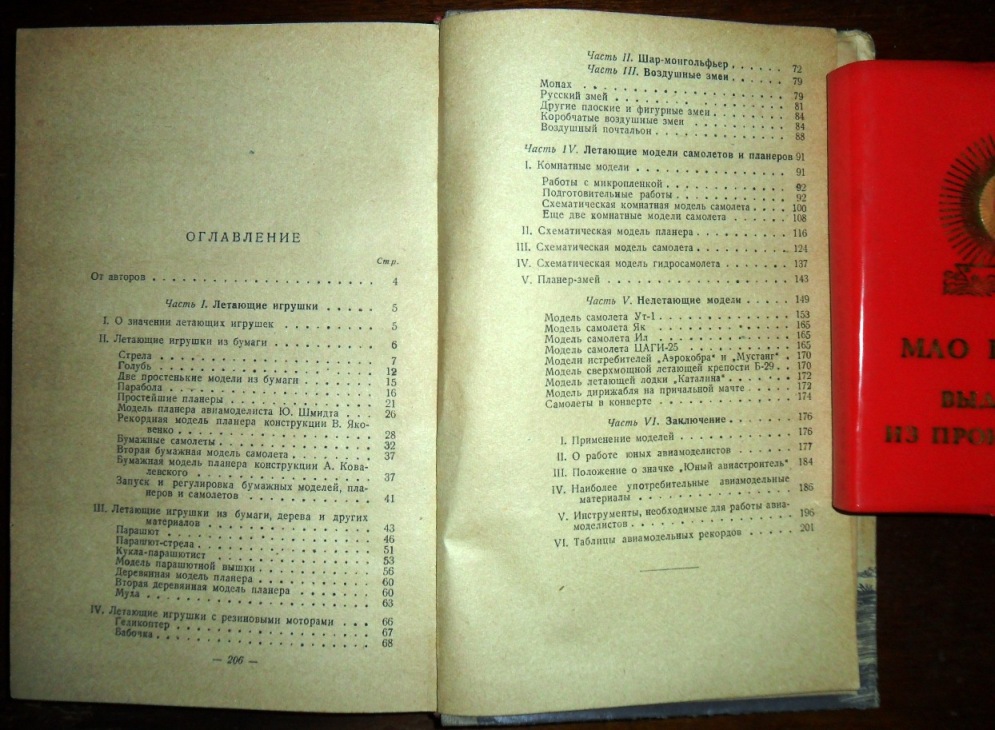 ОГЛАВЛЕНИЕ
Стр.
От авторов . . . . . . . . . . . . . . . . . . . . . 4
Часть I. Летающие игрушки . . . . . 5
I. О значении летающих игрушек . . . . . . . . . 5
II. Летающие игрушки из бумаги . . . . . . . . . 6
Стрела . . . . . . . . . . . . . . . . . . . 7
Голубь . . . . . . . . . . . . . . . . . . . 12
Две простенькие модели из бумаги . . . . . . 15
Парабола . . . . . . . . . . . . . . . . . . 16
Простейшие планеры . . . . . . . . . . . . . 21
Модель планера авиамоделиста Ю. Шмидта . . . 26
Рекордная модель планера конструкции В. Яко-
венко . . . . . . . . . . . . . . . . . 28
Бумажные самолеты . . . . . . . . . . . . . 32
Вторая бумажная модель самолета . . . . . . . 37
Бумажная модель планера конструкции А. Кова-
левского . . . . . . . . . . . . . . . 37
Запуск и регулировка бумажных моделей, пла-
неров и самолетов . . . . . . . . . . . 41
III. Летающие игрушки из бумаги, дерева и других
материалов . . . . . . . . . . . . . . 43
Парашют . . . . . . . . . . . . . . . . . . 46
Парашют-стрела . . . . . . . . . . . . . . . 51
Кукла-парашютист . . . . . . . . . . . . . . 53
Модель парашютной вышки . . . . . . . . . . 56
Деревянная модель планера . . . . . . . . . . 60
Вторая деревянная модель планера . . . . . . 60
Мула . . . . . . . . . . . . . . . . . . . . 63
IV. Летающие игрушки с резиновыми моторами . . . 66
Геликоптер . . . . . . . . . . . . . . . . . 67
Бабочка . . . . . . . . . . . . . . . . . . 68
— 206 —
Часть II. Шар-монгольфьер . . . . . . 72
Часть III. Воздушные змеи . . . . . . 79
Монах . . . . . . . . . . . . . . . . . . . 79
Русский змей . . . . . . . . . . . . . . . . 81
Другие плоские и фигурные змеи . . . . . . . 84
Коробчатые воздушные змеи . . . . . . . . . 84
Воздушный почтальон . . . . . . . . . . . . 88
Часть IV. Летающие модели самолетов и планеров 91
I. Комнатные модели . . . . . . . . . . . . . . 91
Работы с микропленкой . . . . . . . . . . . 92
Подготовительные работы . . . . . . . . . . 92
Схематическая комнатная модель самолета . . . . 100
Еще две комнатные модели самолета . . . . . . 108
II. Схематическая модель планера . . . . . . . . . 116
III. Схематическая модель самолета . . . . . . . . . 124
IV. Схематическая модель гидросамолета . . . . . . 137
V. Планер-змей . . . . . . . . . . . . . . . . . 143
Часть V. Нелетающие модели . . . . . 149
Модель самолета Ут-1 . . . . . . . . . . . . 153
Модель самолета Як . . . . . . . . . . . . . 165
Модель самолета Ил . . . . . . . . . . . . . 165
Модель самолета ЦАГИ-25 . . . . . . . . . . 165
Модели истребителей „Аэрокобра" и „Мустанг" . 170
Модель сверхмощной летающей крепости Б-29 . . 170
Модель летающей лодки „Каталина" . . . . . . 172
Модель дирижабля на причальной мачте . . . . 172
Самолеты в конверте . . . . . . . . . . . . 174
Часть VI. Заключение . . . . . . . . 176
I. Применение моделей . . . . . . . . . . . . . 176
II. О работе юных авиамоделистов . . . . . . . . 177
III. Положение о значке „Юный авиастроитель" 184
IV. Наиболее употребительные авиамодельные
материалы . . . . . . . . . . . . . . . 186
V. Инструменты, необходимые для работы авиа-
моделистов . . . . . . . . . . . . . . 196
VI. Таблицы авиамодельных рекордов . . . . . . 201
МАО
ВЫД
ИЗ ПРО